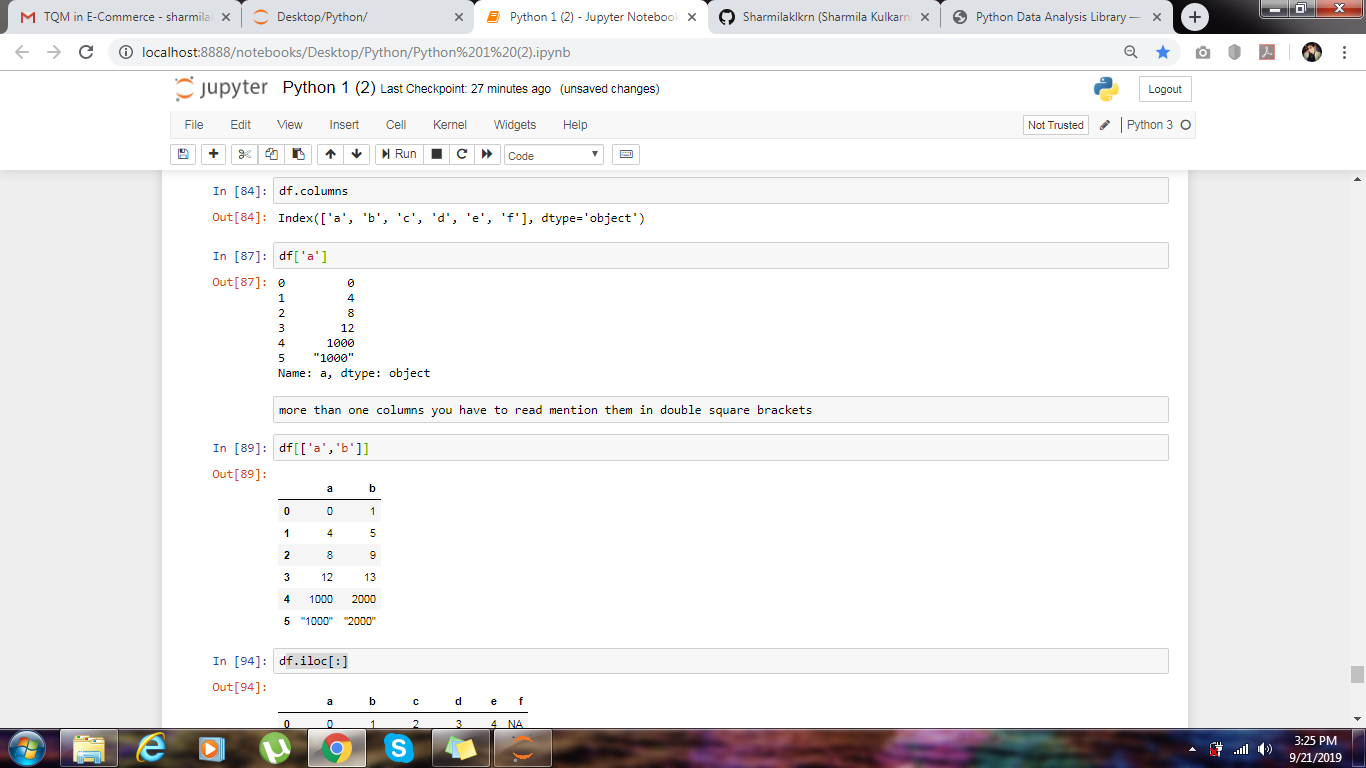 TQM in E-Commerce - sharmilal
Desktop/Python/
Python 1 (2) - Jupyter Notebook
Sharmilaklkrn (Sharmila Kulkarni
Python Data Analysis Library —
localhost:8888/notebooks/Desktop/Python/Python%201%20(2).ipynb
jupyter Python 1 (2) Last Checkpoint: 27 minutes ago (unsaved changes)
Logout
File Edit View Insert Cell Kernel Widgets Help
Not Trusted Python 3
Run Code
In [84]: df.columns
Out[84]: Index(['a', 'b', 'c', 'd', 'e', 'f'], dtype='object')
In [87]: df['a']
Out[87]: 0 0
1 4
2 8
3 12
4 1000
5 "1000"
Name: a, dtype: object
more than one columns you have to read mention them in double square brackets
In [89]: df[['a','b']]
Out[89]:
a b
0 0 1
1 4 5
2 8 9
3 12 13
4 1000 2000
5 "1000" "2000"
In [94]: df.iloc[:]
Out[94]:
a b c d e f
0 0 1 2 3 4 NA
3:25 PM
9/21/2019